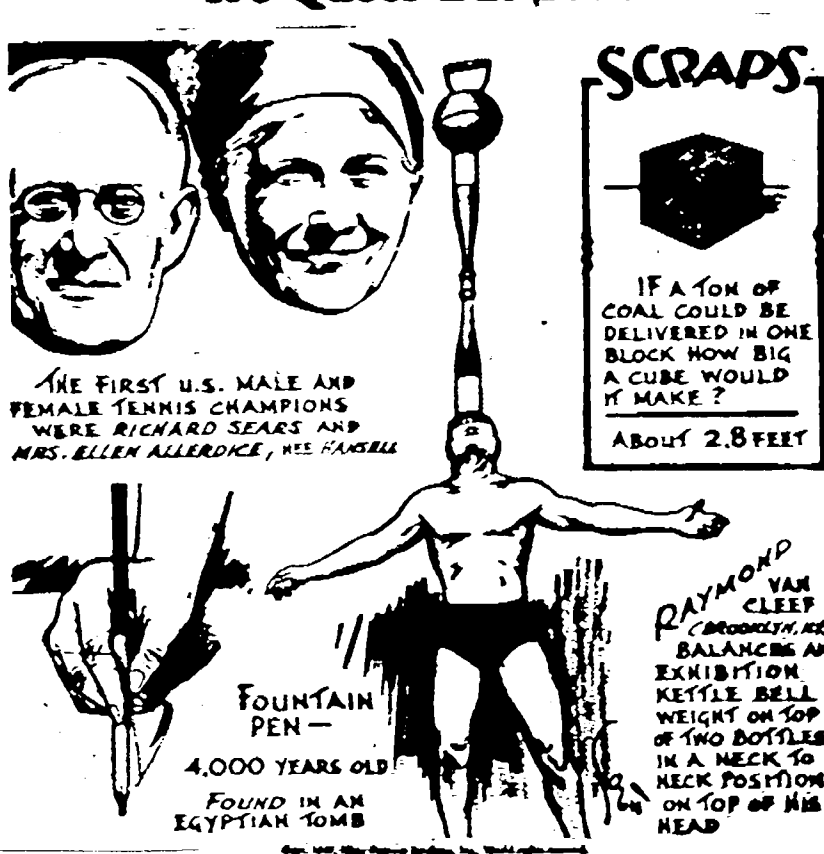 SCRAPS
IF A TON OF
COAL COULD BE
DELIVERED IN ONE
BLOCK HOW BIG
A CUBE WOULD
IT MAKE?
ABOUT 2.8 FEET
THE FIRST U.S. MALE AND
FEMALE TENNIS CHAMPIONS
WERE RICHARD SEARS AND
MRS. ELLEN ALLERDICE, NEE HANSELL
FOUNTAIN
PEN—
4,000 YEARS OLD
FOUND IN AN
EGYPTIAN TOMB
RAYMOND
VAN
CLEEF
(BROOKLYN,
BALANCES AN
EXHIBITION
KETTLE BELL
WEIGHT ON TOP
OF TWO BOTTLES
IN A NECK TO
NECK POSITION
ON TOP OF HIS
HEAD